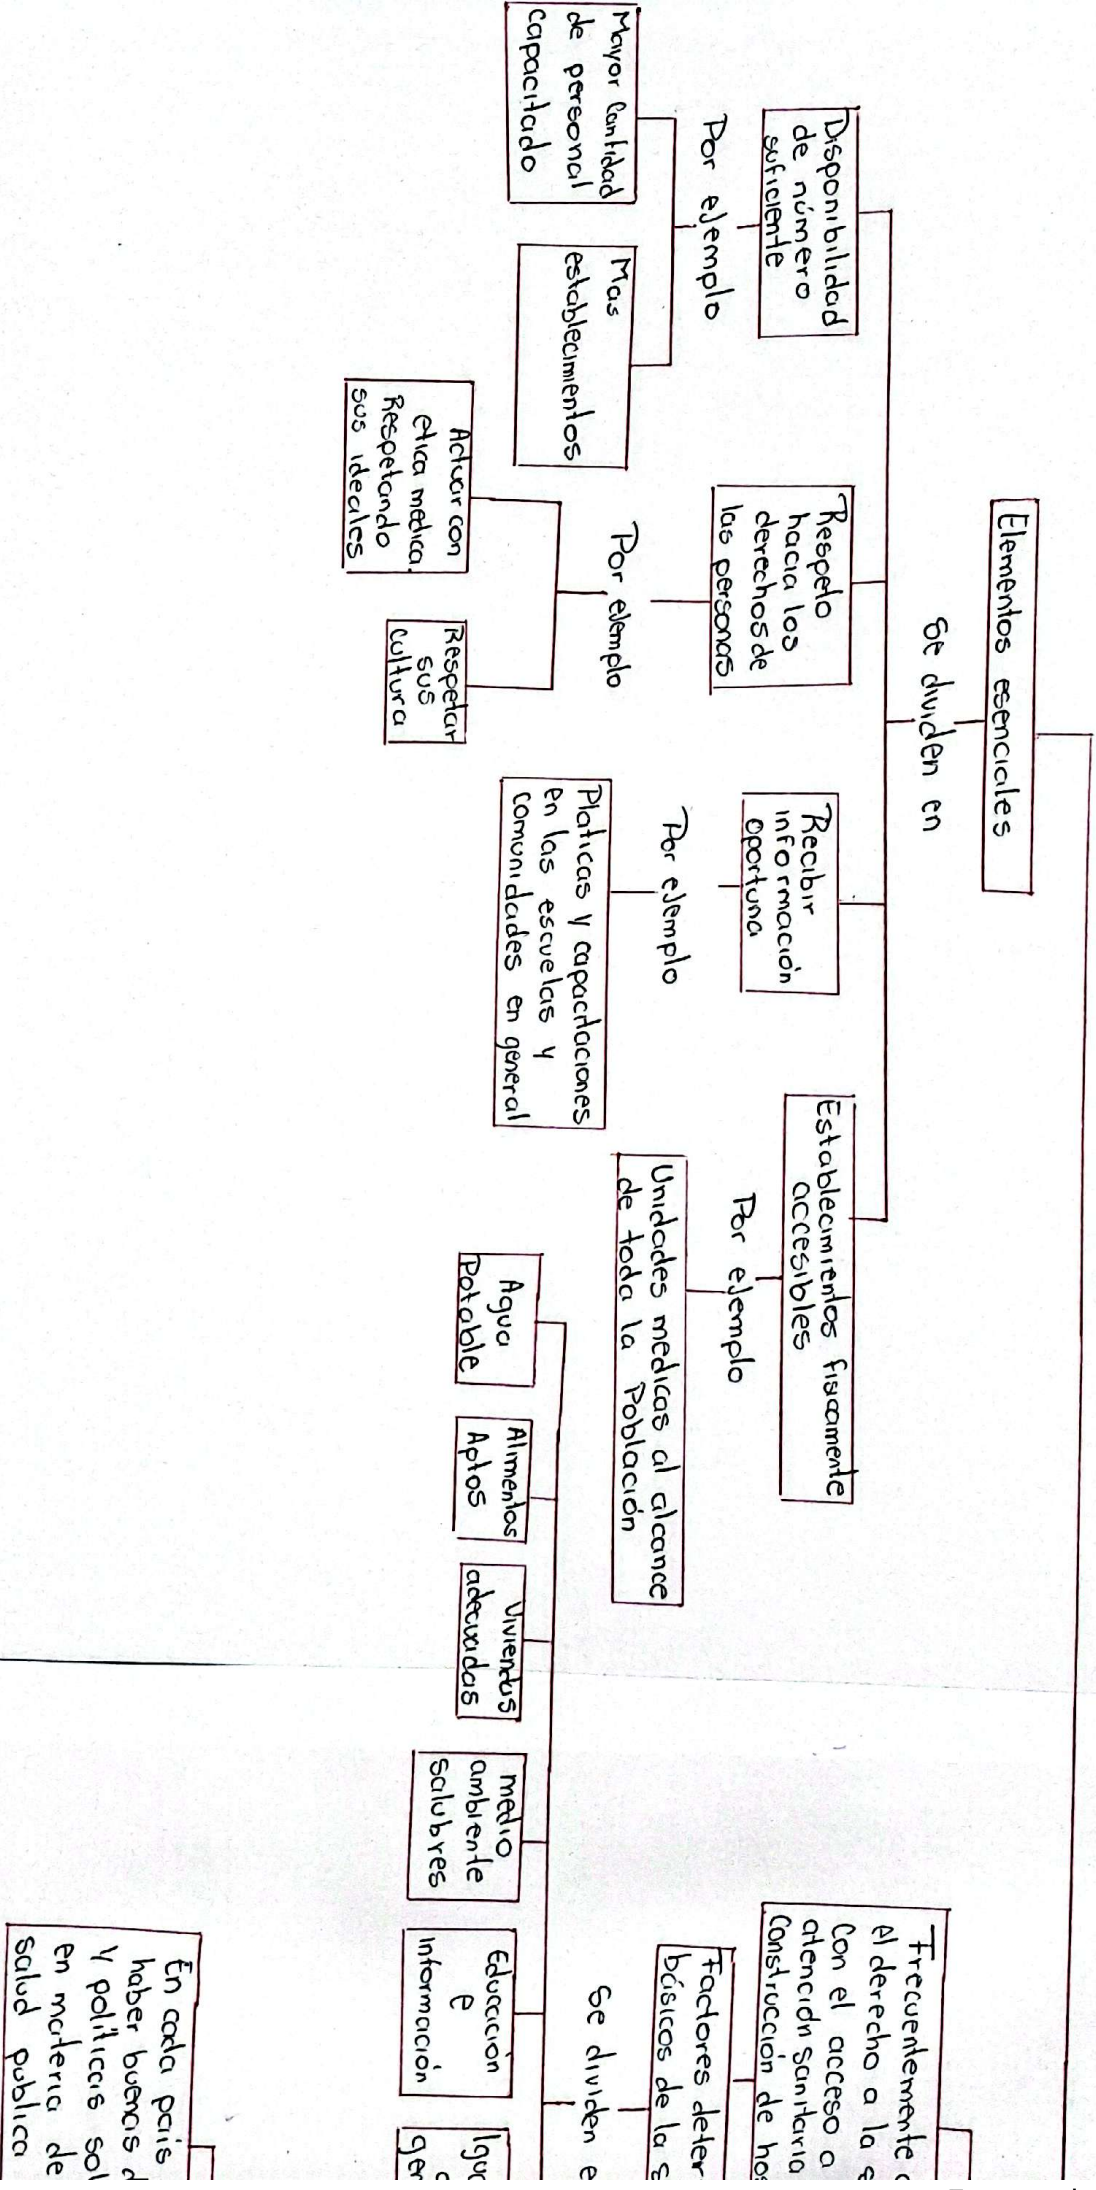 Elementos esenciales
Se dividen en
Disponibilidad
de número
suficiente
Por ejemplo
Mayor Cantidad
de personal
capacitado
Mas
establecimientos
Respeto
hacia los
derechos de
las personas
Por ejemplo
Actuar con
etica medica.
Respetando
sus ideales
Respetar
sus
cultura
Recibir
información
oportuna
Por ejemplo
Platicas y capacitaciones
en las escuelas y
comunidades en general
Establecimientos fisicamente
accesibles
Por ejemplo
Unidades medicas al alcance
de toda la Población
Frecuentemente
el derecho a la
Con el acceso a
atención sanitaria
Construcción de
Factores
básicos de la
Se dividen
Agua
Potable
Alimentos
Aptos
Viviendas
adecuadas
medio
ambiente
salubres
Educación
e
Información
En cada pais
haber buenas
Y politicas
en materia de
salud publica